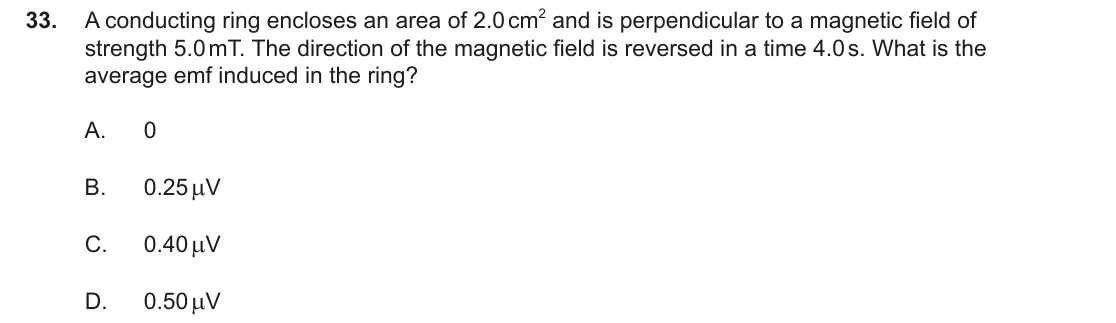 33. A conducting ring encloses an area of 2.0 cm² and is perpendicular to a magnetic field of
strength 5.0 mT. The direction of the magnetic field is reversed in a time 4.0 s. What is the
average emf induced in the ring?
A. 0
B. 0.25 μV
C. 0.40 μV
D. 0.50 μV